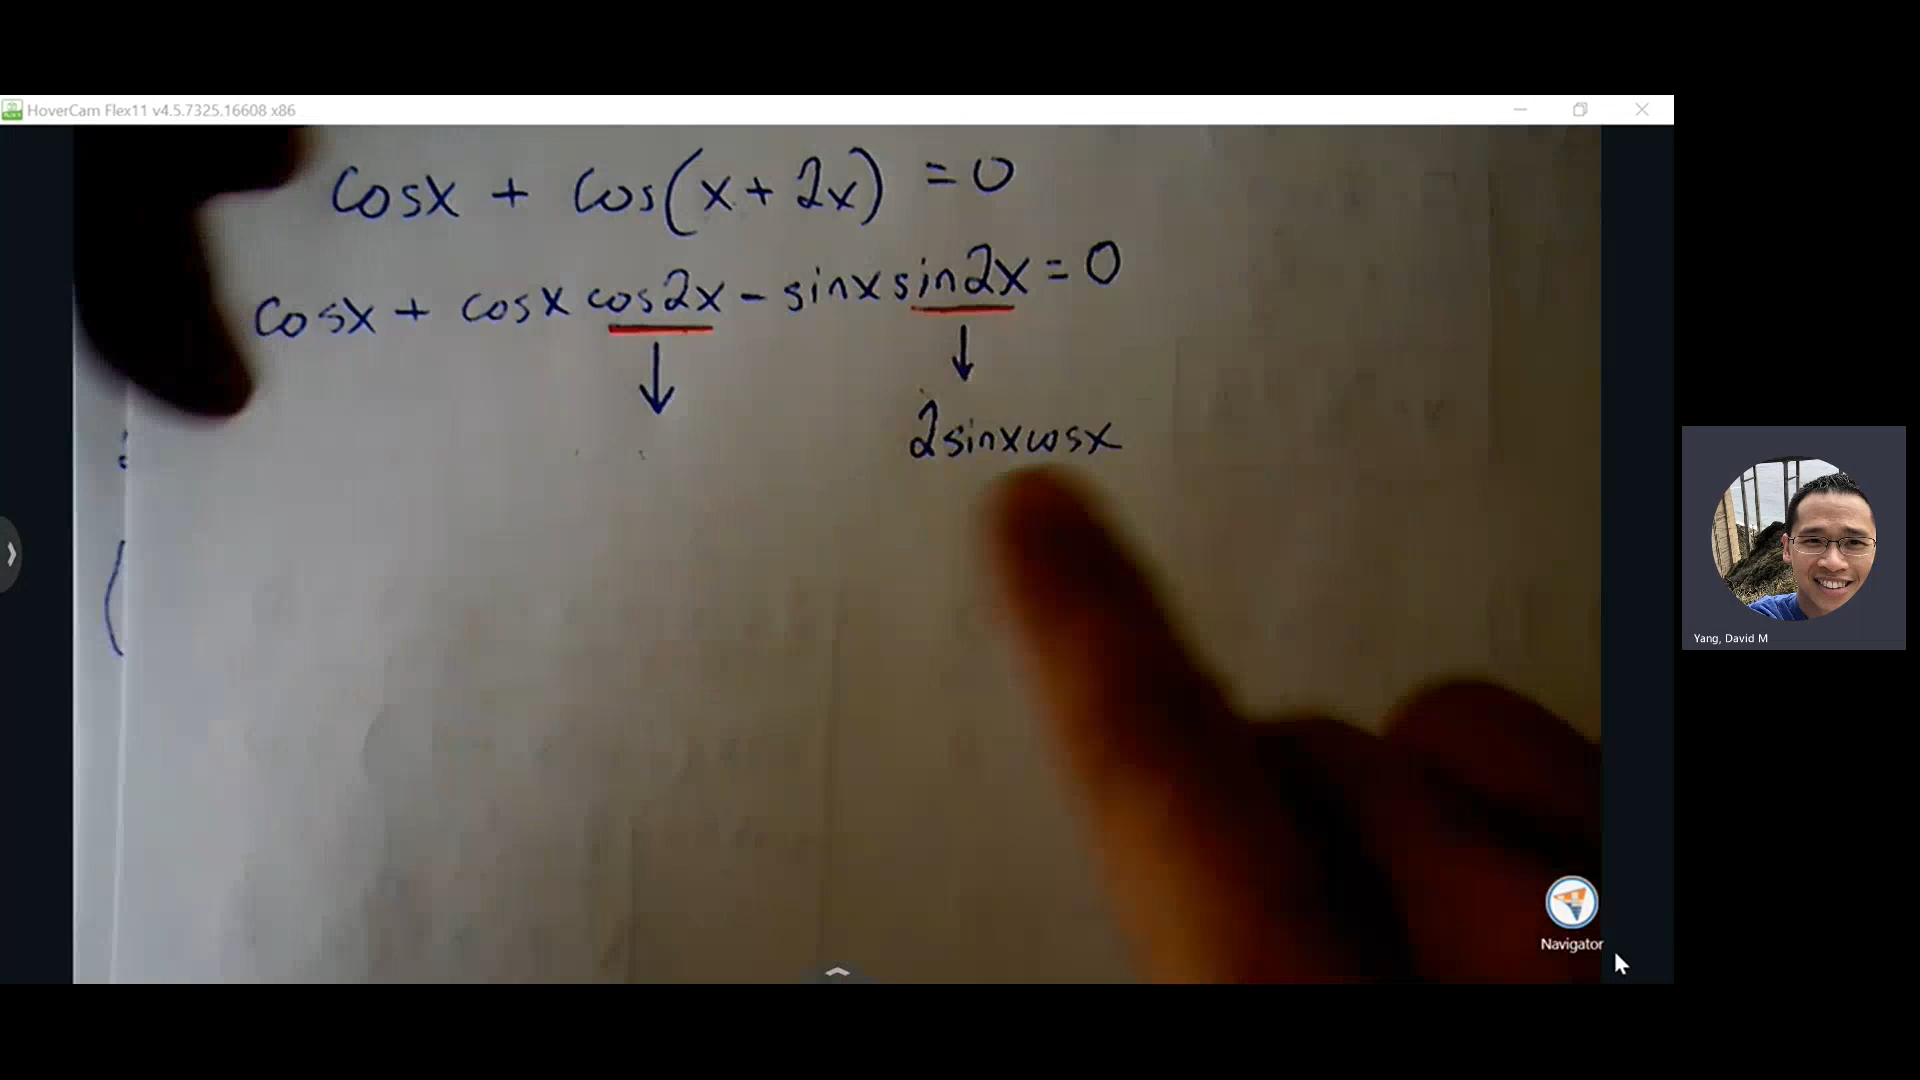 HoverCam Flex11 v4.5.7325.16608 x86
cosx + cos(x + 2x) = 0
cosx + cosx cos2x - sinx sin2x = 0
↓ ↓
2sinxcosx
(
Yang, David M
Navigator